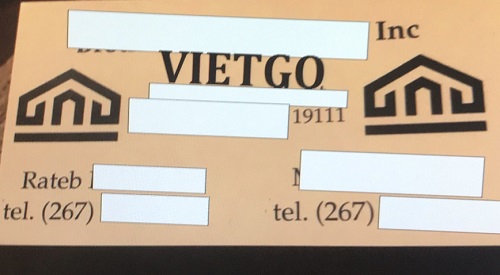 Inc
VIETGO
19111
Rateb
tel. (267)
tel. (267)